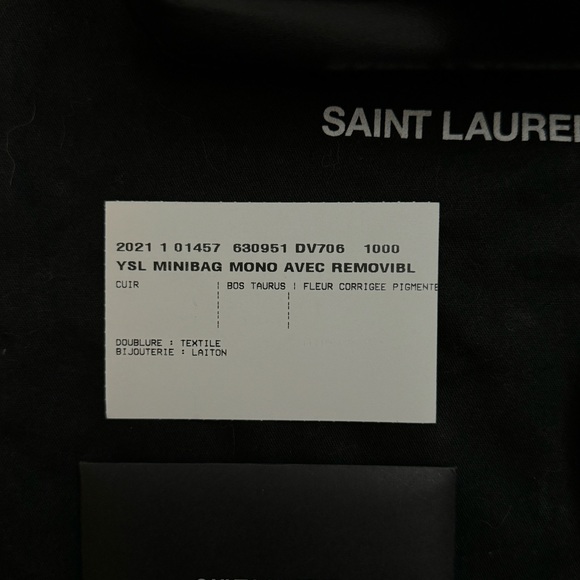 SAINT LAUREN
2021 1 01457 630951 DV706 1000
YSL MINIBAG MONO AVEC REMOVIBL
CUIR | BOS TAURUS | FLEUR CORRIGEE PIGMENTE
DOUBLURE : TEXTILE
BIJOUTERIE : LAITON